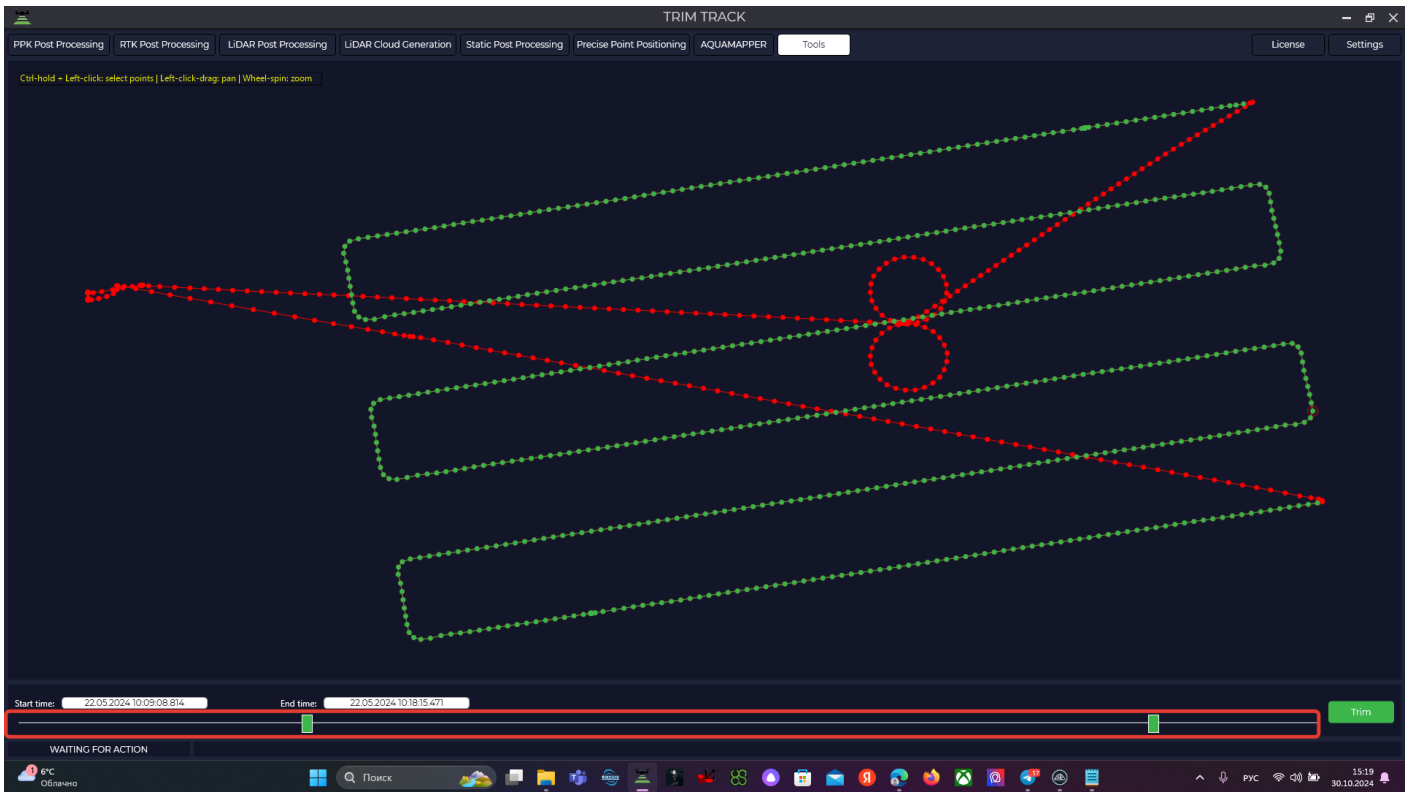 TRIM TRACK
PPK Post Processing RTK Post Processing LiDAR Post Processing LiDAR Cloud Generation Static Post Processing Precise Point Positioning AQUAMAPPER Tools License Settings
Ctrl-hold + Left-click: select points | Left-click-drag: pan | Wheel-spin: zoom
Start time: 22.05.2024 10:09:08.814 End time: 22.05.2024 10:18:15.471
Trim
WAITING FOR ACTION
1 6°C
Облачно
Поиск
РУС
15:19
30.10.2024